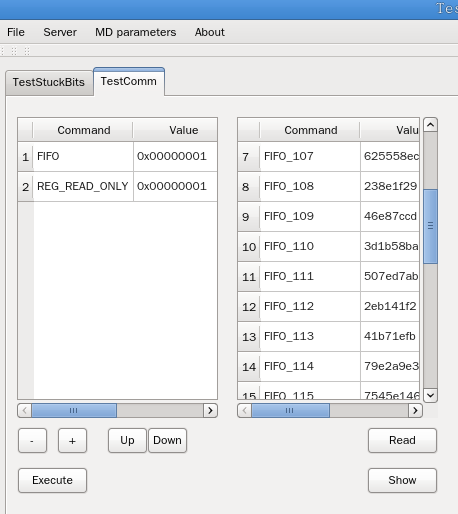 Tes
File Server MD parameters About
TestStuckBits TestComm
Command Value
1 FIFO 0x00000001
2 REG_READ_ONLY 0x00000001
Command Valu
7 FIFO_107 625558ec
8 FIFO_108 238e1f29
9 FIFO_109 46e87ccd
10 FIFO_110 3d1b58ba
11 FIFO_111 507ed7ab
12 FIFO_112 2eb141f2
13 FIFO_113 41b71efb
14 FIFO_114 79e2a9e3
15 FIFO_115 7545e146
- + Up Down Read
Execute Show